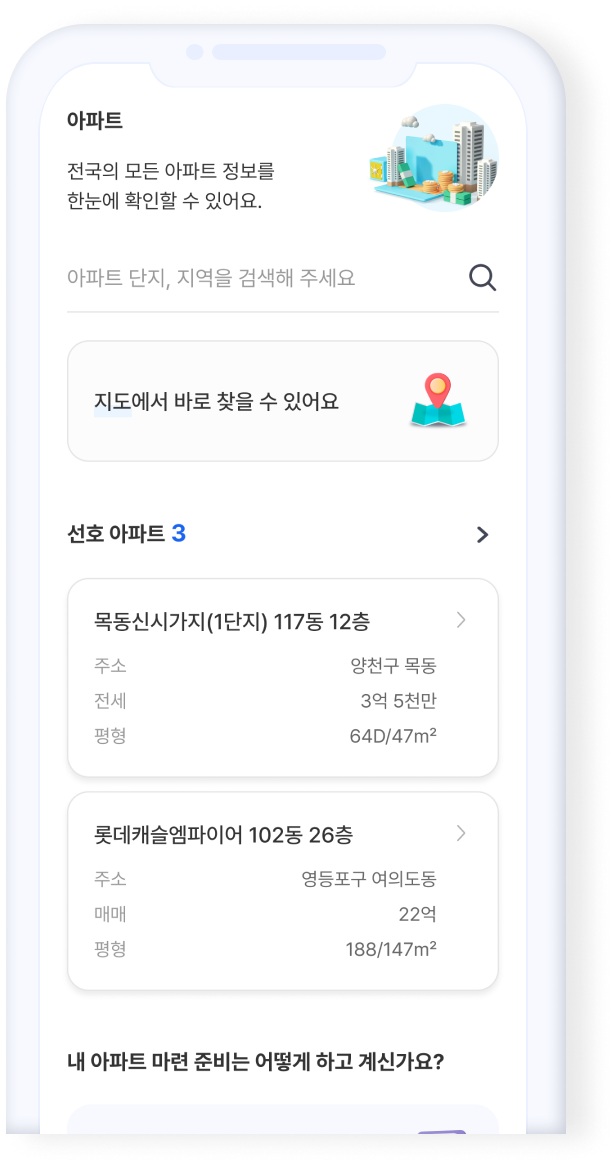 아파트
전국의 모든 아파트 정보를
한눈에 확인할 수 있어요.
아파트 단지, 지역을 검색해 주세요
지도에서 바로 찾을 수 있어요
선호 아파트 3
목동신시가지(1단지) 117동 12층
주소 양천구 목동
전세 3억 5천만
평형 64D/47m²
롯데캐슬엠파이어 102동 26층
주소 영등포구 여의도동
매매 22억
평형 188/147m²
내 아파트 마련 준비는 어떻게 하고 계신가요?